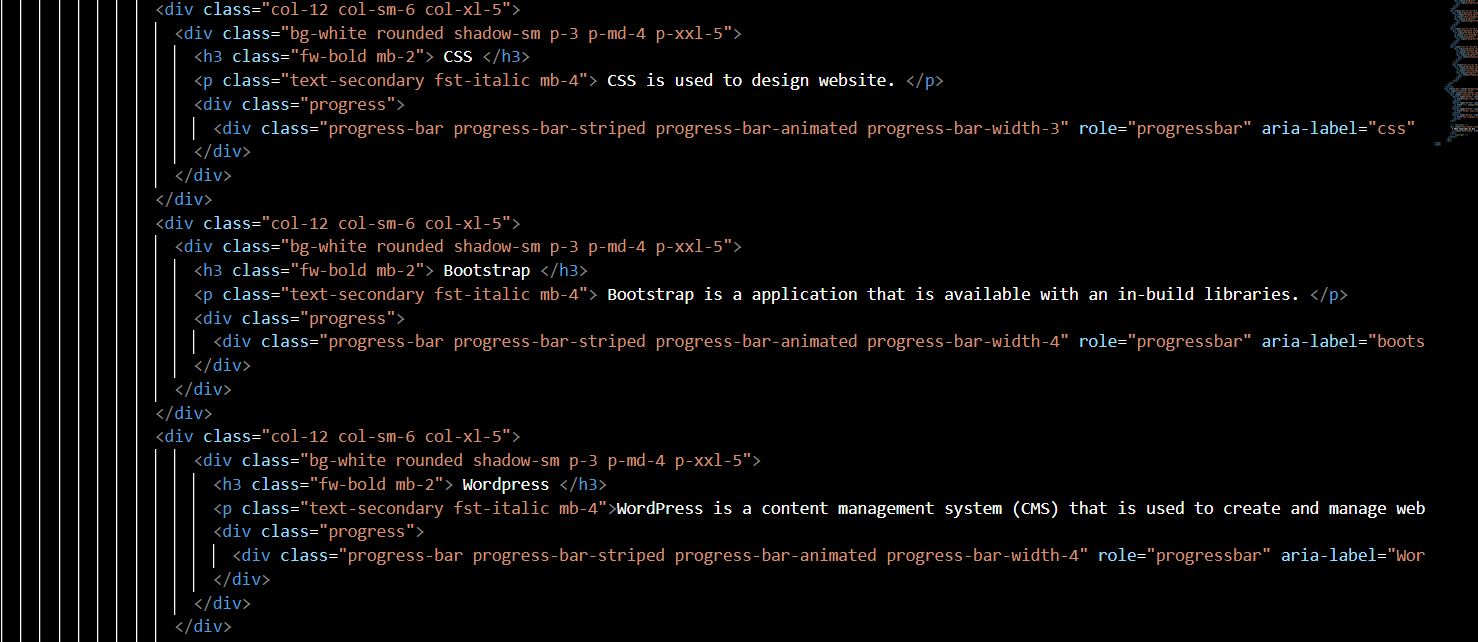 <div class="col-12 col-sm-6 col-xl-5">
<div class="bg-white rounded shadow-sm p-3 p-md-4 p-xxl-5">
<h3 class="fw-bold mb-2"> CSS </h3>
<p class="text-secondary fst-italic mb-4"> CSS is used to design website. </p>
<div class="progress">
<div class="progress-bar progress-bar-striped progress-bar-animated progress-bar-width-3" role="progressbar" aria-label="css"
</div>
</div>
</div>
<div class="col-12 col-sm-6 col-xl-5">
<div class="bg-white rounded shadow-sm p-3 p-md-4 p-xxl-5">
<h3 class="fw-bold mb-2"> Bootstrap </h3>
<p class="text-secondary fst-italic mb-4"> Bootstrap is a application that is available with an in-build libraries. </p>
<div class="progress">
<div class="progress-bar progress-bar-striped progress-bar-animated progress-bar-width-4" role="progressbar" aria-label="boots
</div>
</div>
</div>
<div class="col-12 col-sm-6 col-xl-5">
<div class="bg-white rounded shadow-sm p-3 p-md-4 p-xxl-5">
<h3 class="fw-bold mb-2"> Wordpress </h3>
<p class="text-secondary fst-italic mb-4">WordPress is a content management system (CMS) that is used to create and manage web
<div class="progress">
<div class="progress-bar progress-bar-striped progress-bar-animated progress-bar-width-4" role="progressbar" aria-label="Wor
</div>
</div>
</div>